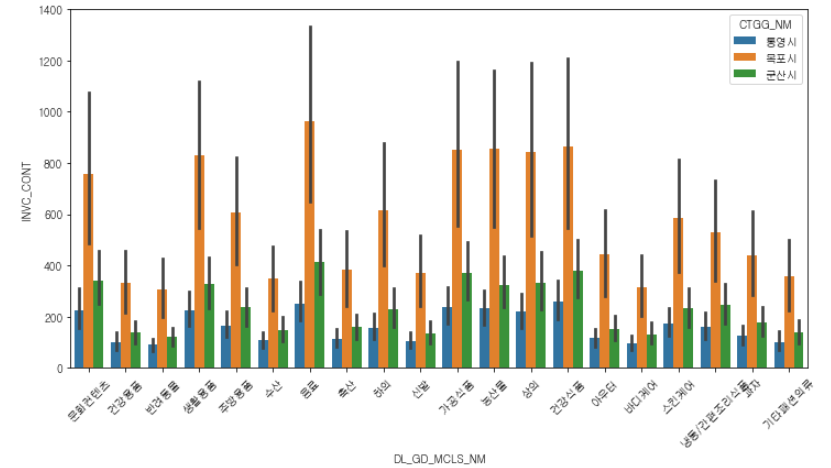 1400
1200
1000
800
600
400
200
0
INVC_CONT
CTGG_NM
통영시
목포시
군산시
문화컨텐츠
건강용품
반려동물
생활용품
주방용품
수산
음료
축산
하의
신발
가공식품
농산물
상의
건강식품
아우터
바디케어
스킨케어
냉동/간편조리식품
과자
기타패션의류
DL_GD_MCLS_NM